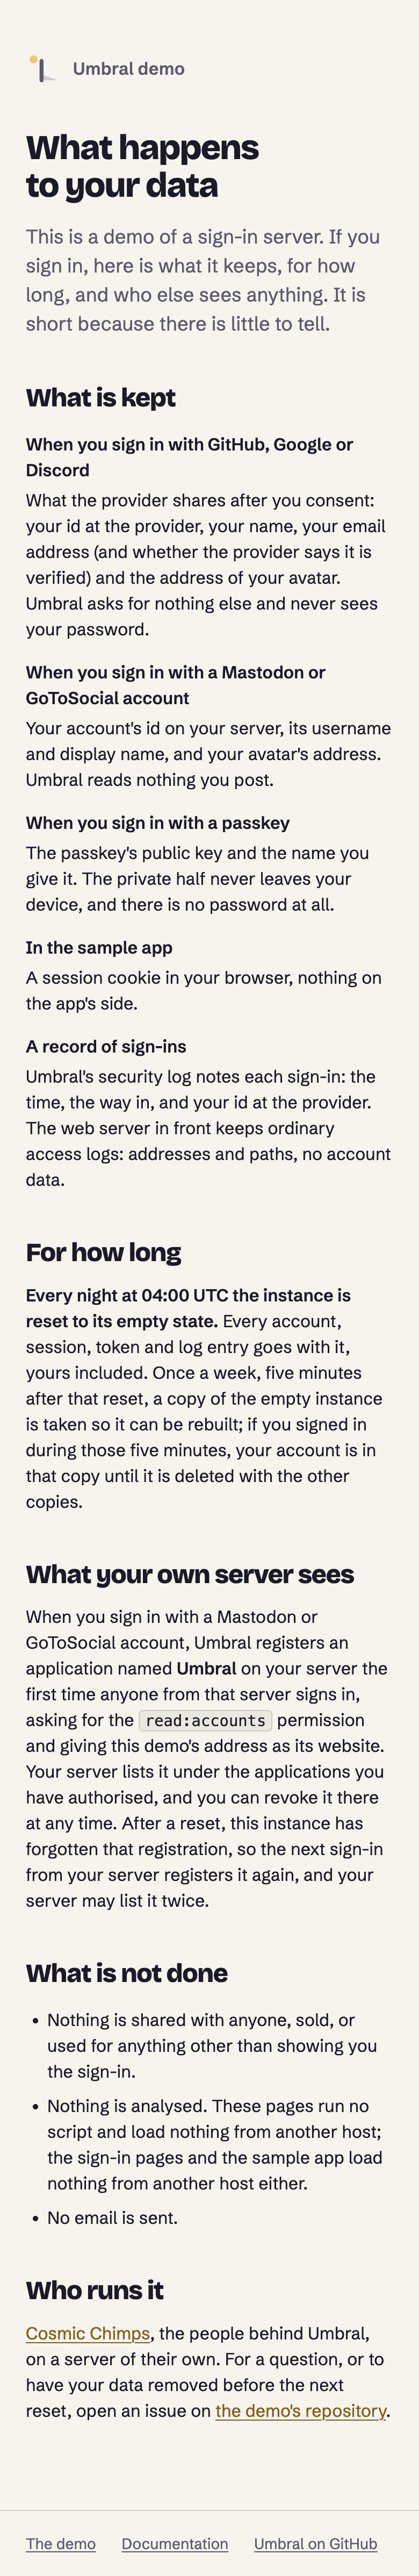 Umbral demo
What happens
to your data
This is a demo of a sign-in server. If you
sign in, here is what it keeps, for how
long, and who else sees anything. It is
short because there is little to tell.
What is kept
When you sign in with GitHub, Google or
Discord
What the provider shares after you consent:
your id at the provider, your name, your email
address (and whether the provider says it is
verified) and the address of your avatar.
Umbral asks for nothing else and never sees
your password.
When you sign in with a Mastodon or
GoToSocial account
Your account's id on your server, its username
and display name, and your avatar's address.
Umbral reads nothing you post.
When you sign in with a passkey
The passkey's public key and the name you
give it. The private half never leaves your
device, and there is no password at all.
In the sample app
A session cookie in your browser, nothing on
the app's side.
A record of sign-ins
Umbral's security log notes each sign-in: the
time, the way in, and your id at the provider.
The web server in front keeps ordinary
access logs: addresses and paths, no account
data.
For how long
Every night at 04:00 UTC the instance is
reset to its empty state. Every account,
session, token and log entry goes with it,
yours included. Once a week, five minutes
after that reset, a copy of the empty instance
is taken so it can be rebuilt; if you signed in
during those five minutes, your account is in
that copy until it is deleted with the other
copies.
What your own server sees
When you sign in with a Mastodon or
GoToSocial account, Umbral registers an
application named Umbral on your server the
first time anyone from that server signs in,
asking for the read:accounts permission
and giving this demo's address as its website.
Your server lists it under the applications you
have authorised, and you can revoke it there
at any time. After a reset, this instance has
forgotten that registration, so the next sign-in
from your server registers it again, and your
server may list it twice.
What is not done
• Nothing is shared with anyone, sold, or
used for anything other than showing you
the sign-in.
• Nothing is analysed. These pages run no
script and load nothing from another host;
the sign-in pages and the sample app load
nothing from another host either.
• No email is sent.
Who runs it
Cosmic Chimps, the people behind Umbral,
on a server of their own. For a question, or to
have your data removed before the next
reset, open an issue on the demo's repository.
The demo Documentation Umbral on GitHub